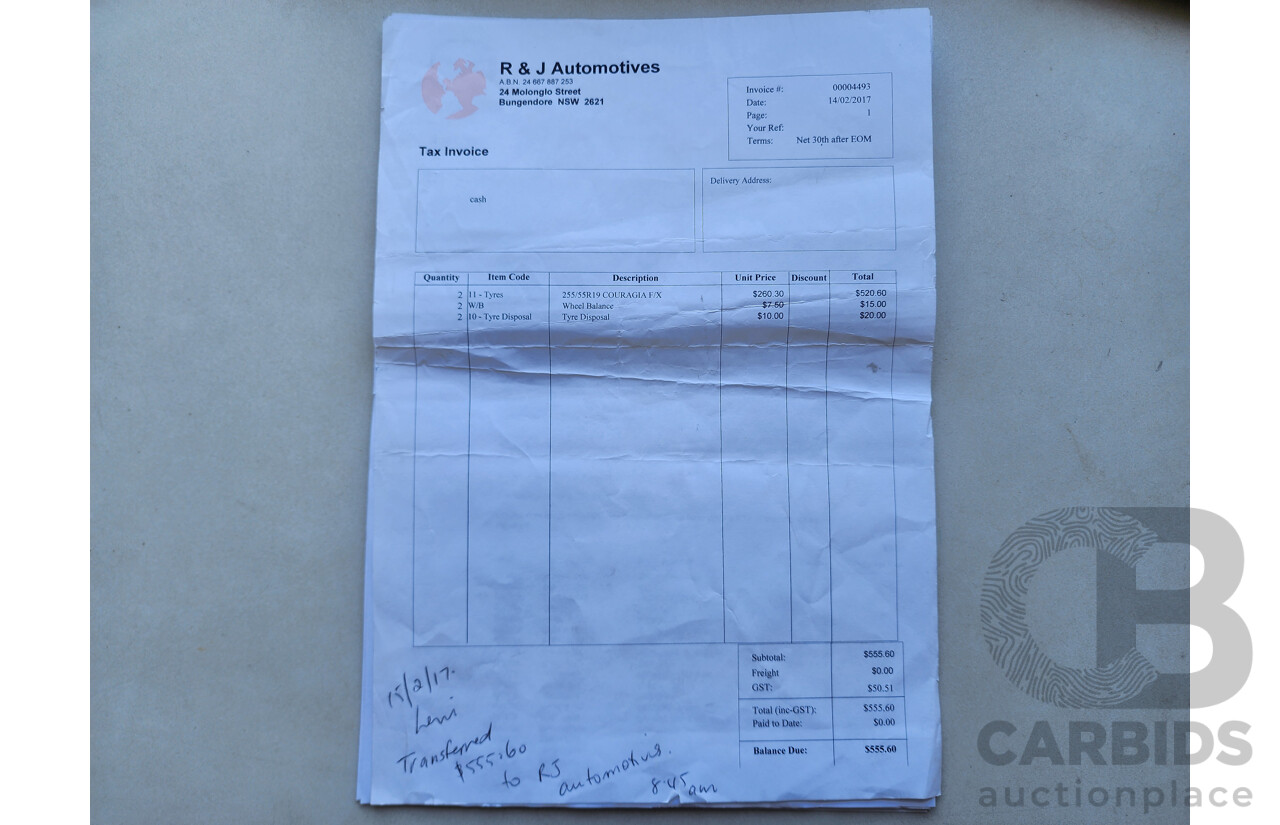 R & J Automotives
A.B.N. 24 667 887 253
24 Molonglo Street
Bungendore NSW 2621
Invoice #: 00004493
Date: 14/02/2017
Page: 1
Your Ref:
Terms: Net 30th after EOM
Tax Invoice
cash
Delivery Address:
Quantity Item Code Description Unit Price Discount Total
2 11 - Tyres 255/55R19 COURAGIA F/X $260.30 $520.60
2 W/B Wheel Balance $7.50 $15.00
2 10 - Tyre Disposal Tyre Disposal $10.00 $20.00
Subtotal: $555.60
Freight $0.00
GST: $50.51
Total (inc-GST): $555.60
Paid to Date: $0.00
Balance Due: $555.60
15/2/17.
Transferred
$555.60
to RJ
automotive.
8.45am
CARBIDS
auctionplace